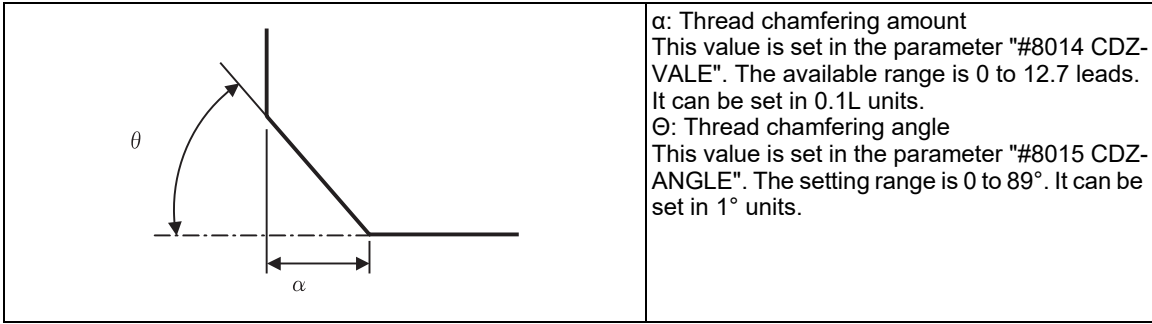 θ
α
α: Thread chamfering amount
This value is set in the parameter "#8014 CDZ-
VALE". The available range is 0 to 12.7 leads.
It can be set in 0.1L units.
Θ: Thread chamfering angle
This value is set in the parameter "#8015 CDZ-
ANGLE". The setting range is 0 to 89°. It can be
set in 1° units.